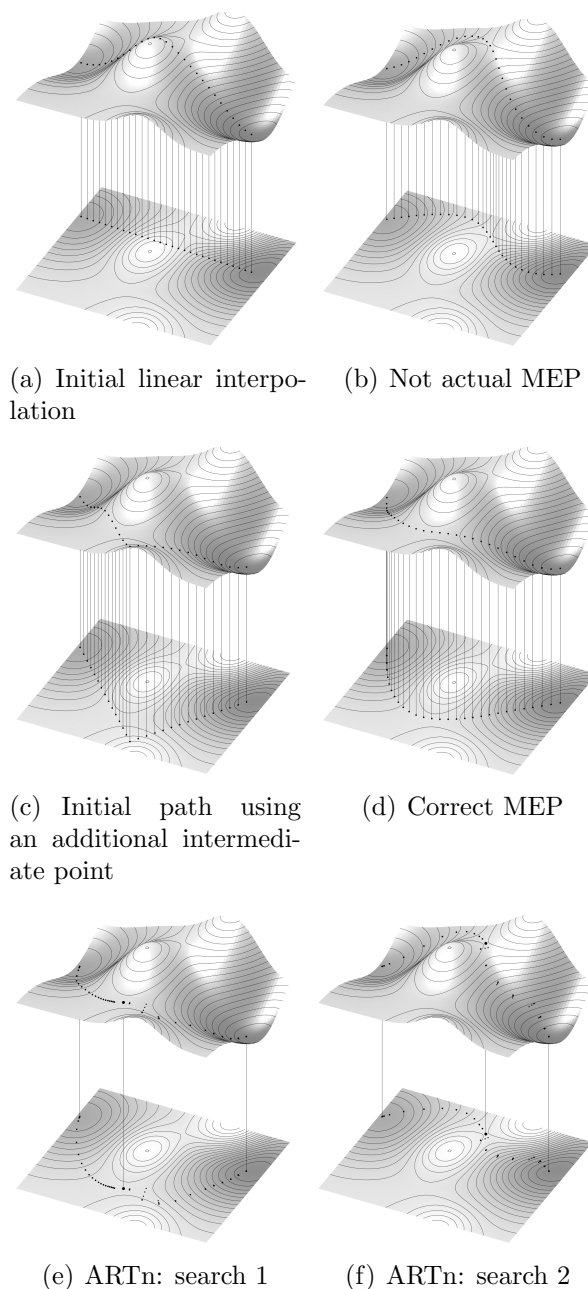 (a) Initial linear interpo-
lation
(b) Not actual MEP
(c) Initial path using
an additional intermedi-
ate point
(d) Correct MEP
(e) ARTn: search 1
(f) ARTn: search 2